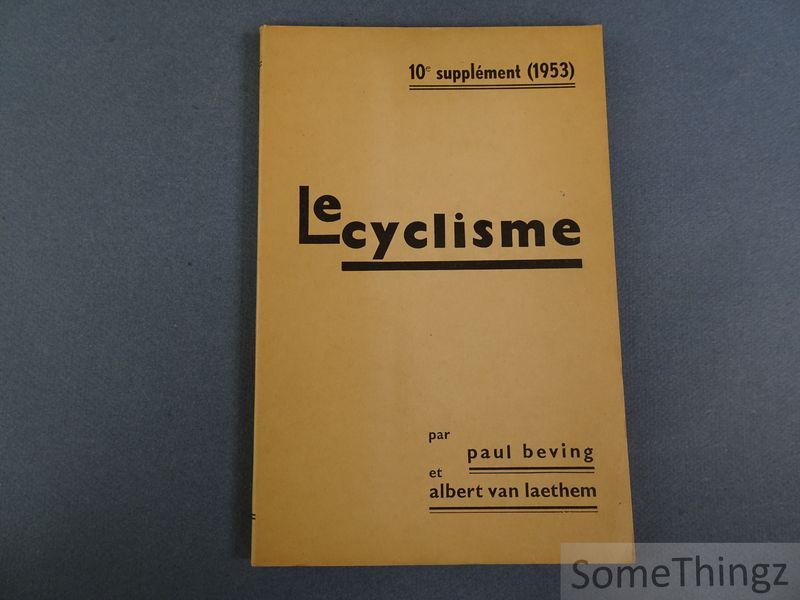 10e supplément (1953)
Le
cyclisme
par
paul beving
et
albert van laethem
SomeThingz